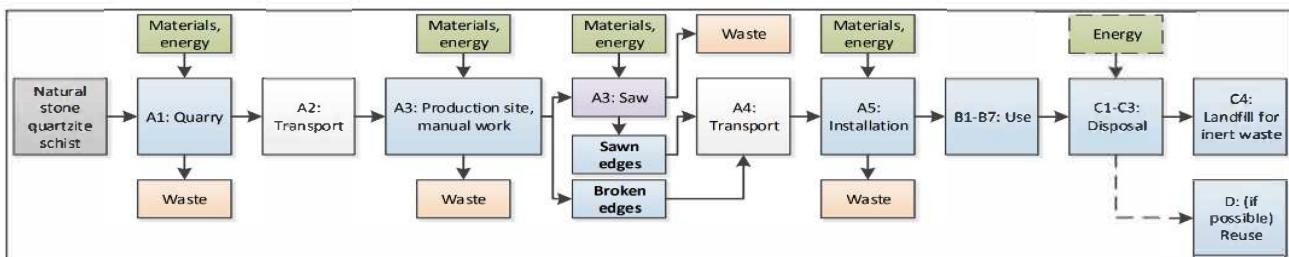 Materials,
energy
Materials,
energy
Materials,
energy
Waste
Materials,
energy
Energy
Natural
stone
quartzite
schist
A1: Quarry
A2:
Transport
A3: Production site,
manual work
A3: Saw
A4:
Transport
A5:
Installation
B1-B7: Use
C1-C3:
Disposal
C4:
Landfill for
inert waste
Sawn
edges
Waste
Waste
Broken
edges
Waste
D: (if
possible)
Reuse